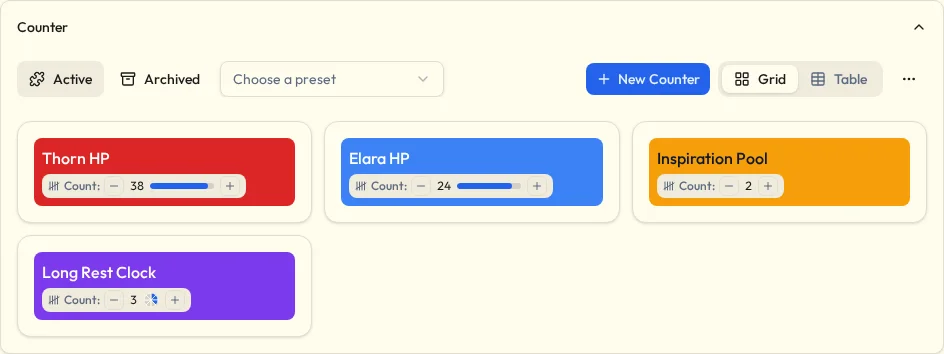 Counter
Active Archived Choose a preset New Counter Grid Table
Thorn HP
Count: 38
Elara HP
Count: 24
Inspiration Pool
Count: 2
Long Rest Clock
Count: 3